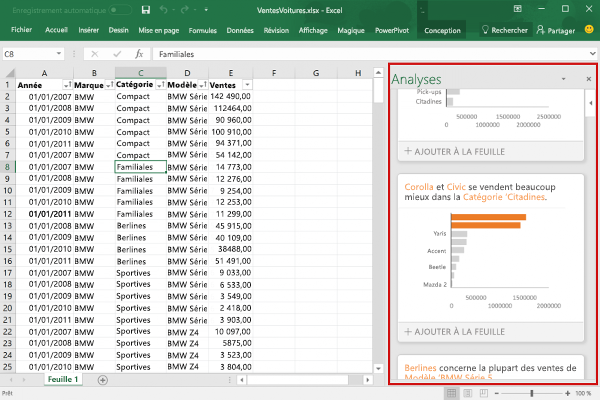 Enregistrement automatique
VentesVoitures.xlsx - Excel
Fichier Accueil Insérer Dessin Mise en page Formules Données Révision Affichage Magique PowerPivot Conception Rechercher Partager
C8 fx Familiales
A B C D E F G H
1 Année Marque Catégorie Modèle Ventes
2 01/01/2007 BMW Compact BMW Série 142 490,00
3 01/01/2008 BMW Compact BMW Série 112464,00
4 01/01/2009 BMW Compact BMW Série 90 960,00
5 01/01/2010 BMW Compact BMW Série 100 910,00
6 01/01/2011 BMW Compact BMW Série 94 371,00
7 01/01/2007 BMW Compact BMW Série 54 142,00
8 01/01/2007 BMW Familiales BMW Série 14 773,00
9 01/01/2008 BMW Familiales BMW Série 12 276,00
10 01/01/2009 BMW Familiales BMW Série 9 254,00
11 01/01/2010 BMW Familiales BMW Série 12 253,00
12 01/01/2011 BMW Familiales BMW Série 11 299,00
13 01/01/2008 BMW Berlines BMW Série 45 915,00
14 01/01/2009 BMW Berlines BMW Série 40 109,00
15 01/01/2010 BMW Berlines BMW Série 38488,00
16 01/01/2011 BMW Berlines BMW Série 51 491,00
17 01/01/2007 BMW Sportives BMW Série 9 033,00
18 01/01/2008 BMW Sportives BMW Série 6 533,00
19 01/01/2009 BMW Sportives BMW Série 3 549,00
20 01/01/2010 BMW Sportives BMW Série 2 418,00
21 01/01/2011 BMW Sportives BMW Série 3 903,00
22 01/01/2007 BMW Sportives BMW Z4 10 097,00
23 01/01/2008 BMW Sportives BMW Z4 5875,00
24 01/01/2009 BMW Sportives BMW Z4 3 523,00
25 01/01/2010 BMW Sportives BMW Z4 3 804,00
Feuille 1
Prêt
100 %
Analyses
Pick-ups
Citadines
500000 1500000
0 1000000 2000000
AJOUTER À LA FEUILLE
Corolla et Civic se vendent beaucoup
mieux dans la Catégorie 'Citadines.
Yaris
Accent
Beetle
Mazda 2
500000 1500000
0 1000000 2000000
AJOUTER À LA FEUILLE
Berlines concerne la plupart des ventes de
Modèle 'BMW Série 5